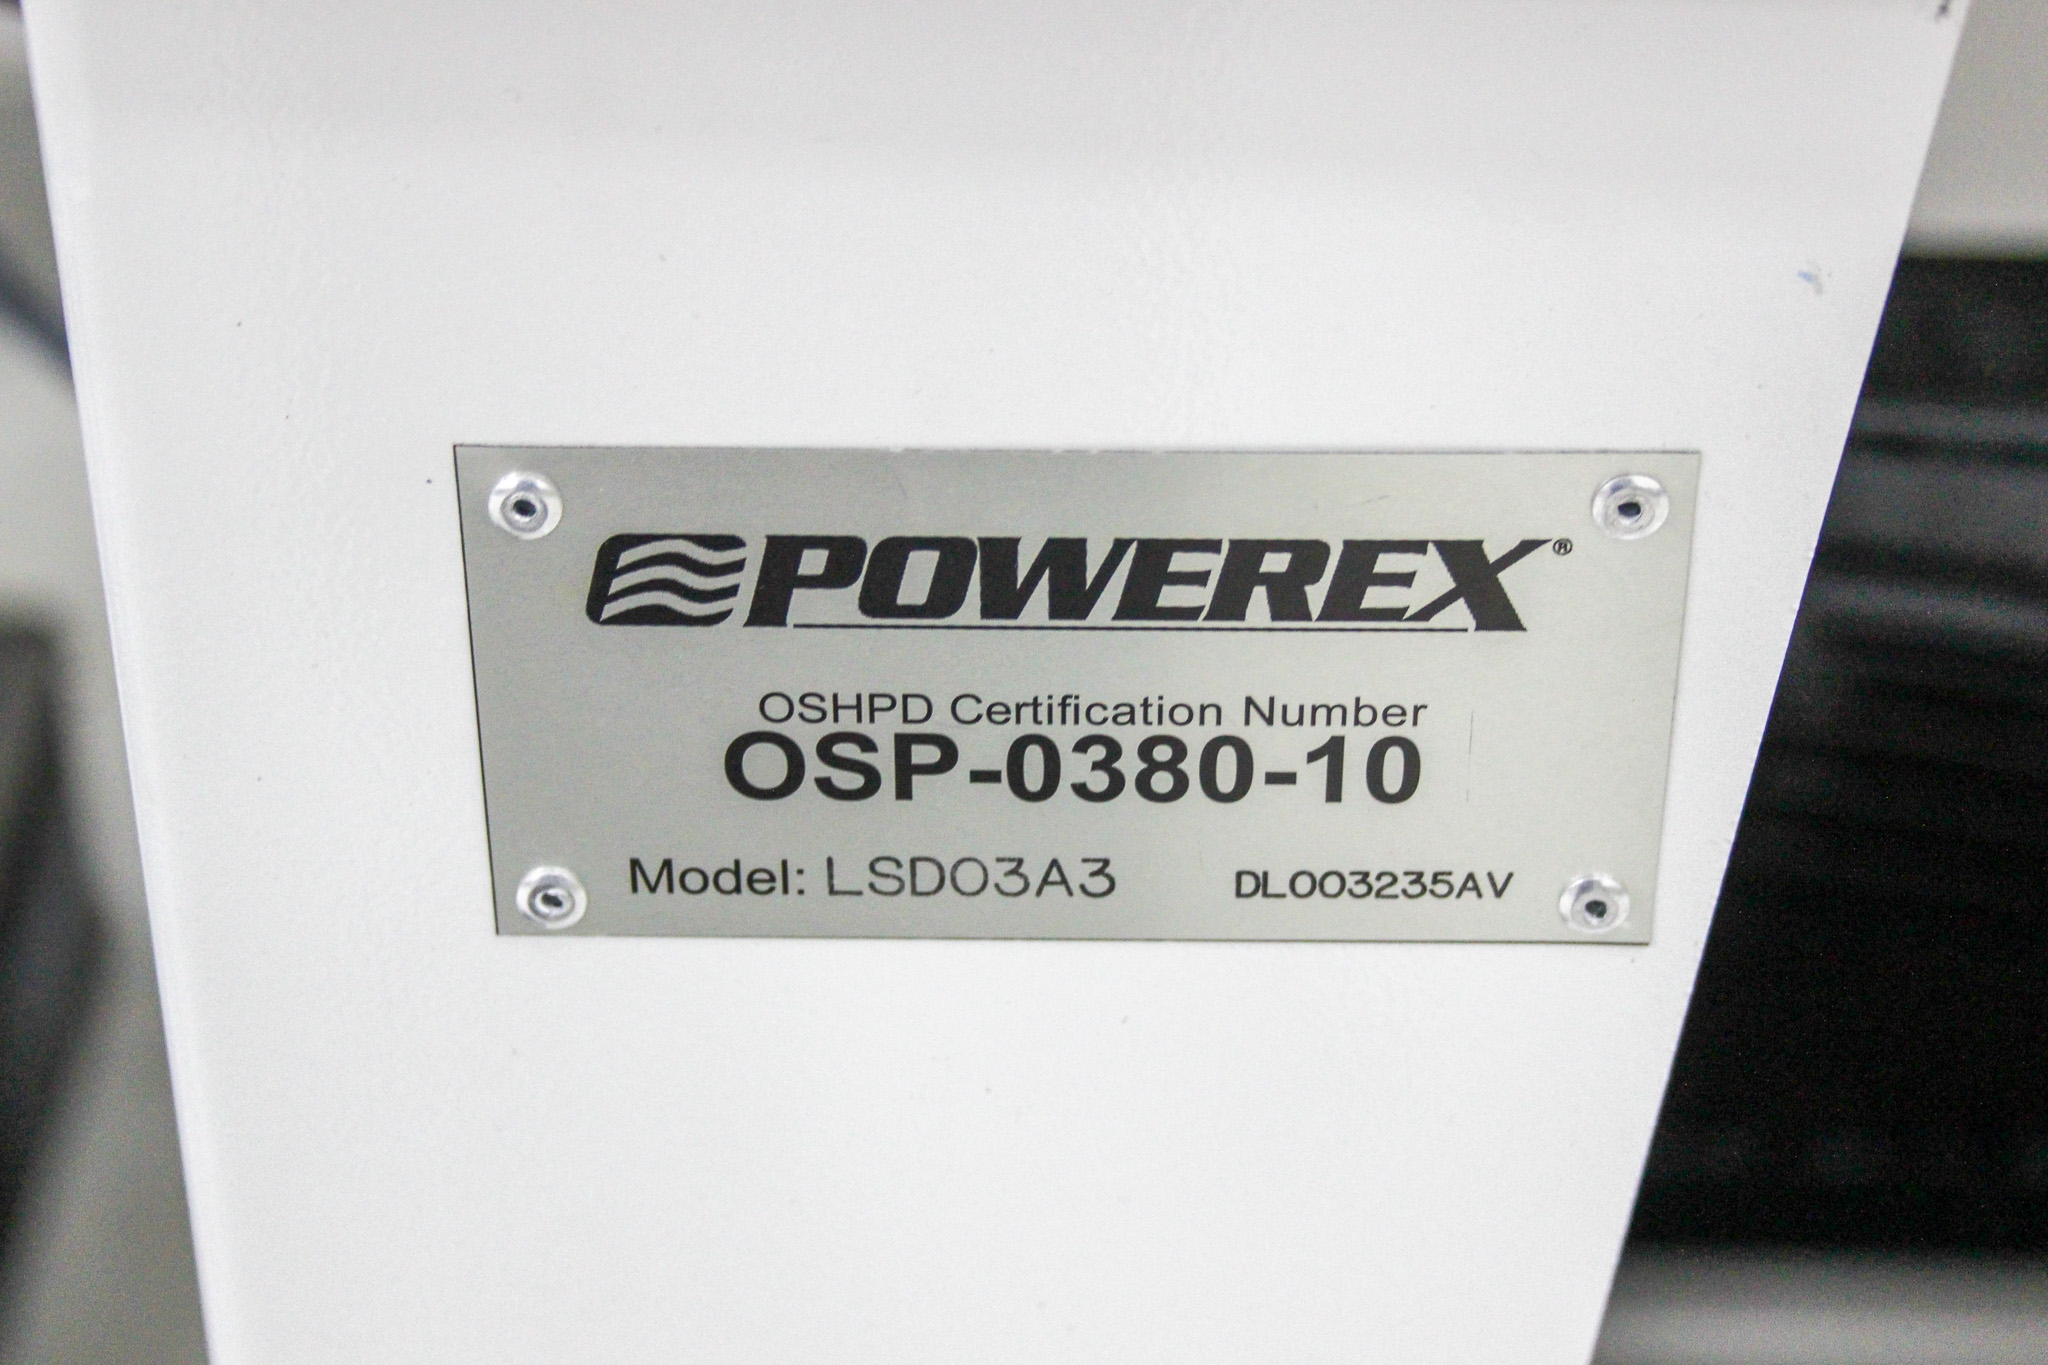 POWEREX®
OSHPD Certification Number
OSP-0380-10
Model: LSD03A3 DL003235AV